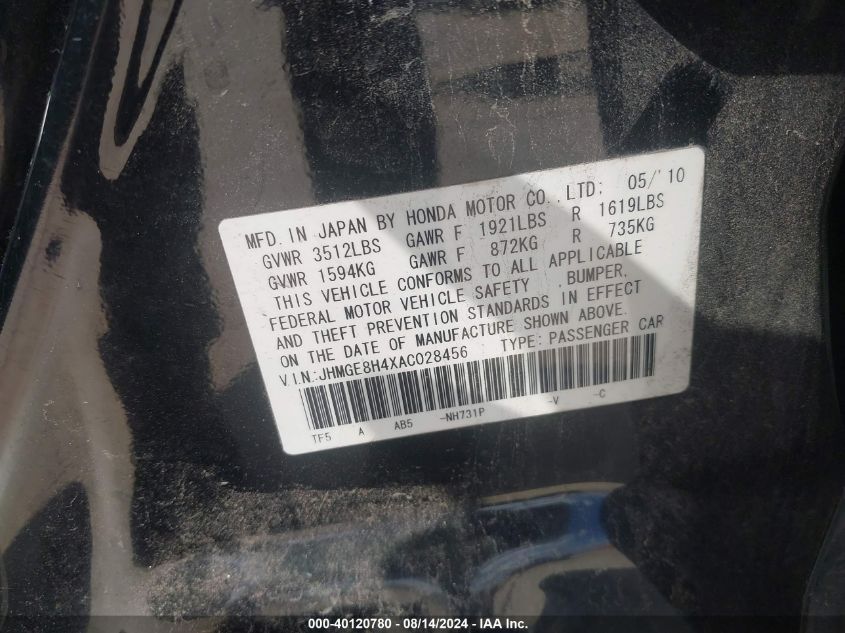 MFD. IN JAPAN BY HONDA MOTOR CO.,LTD: 05/'10
GVWR 3512LBS GAWR F 1921LBS R 1619LBS
GVWR 1594KG GAWR F 872KG R 735KG
THIS VEHICLE CONFORMS TO ALL APPLICABLE
FEDERAL MOTOR VEHICLE SAFETY ,BUMPER,
AND THEFT PREVENTION STANDARDS IN EFFECT
ON THE DATE OF MANUFACTURE SHOWN ABOVE.
V.I.N.:JHMGE8H4XAC028456 TYPE: PASSENGER CAR
TF5 A AB5 -NH731P -V -C
000-40120780 - 08/14/2024 - IAA Inc.